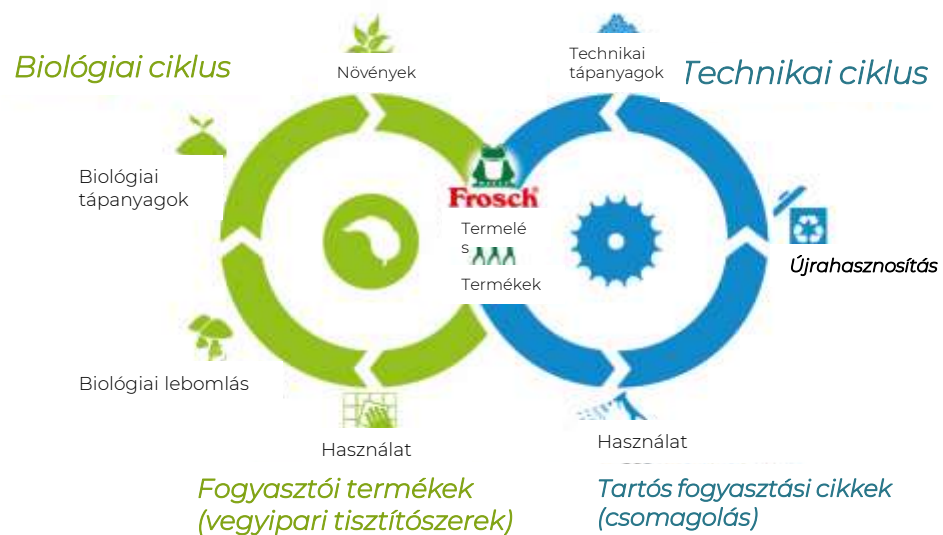 Biológiai ciklus
Növények
Technikai
tápanyagok
Technikai ciklus
Biológiai
tápanyagok
Frosch
Termelé
s
Termékek
Újrahasznosítás
Biológiai lebomlás
Használat
Használat
Fogyasztói termékek
(vegyipari tisztítószerek)
Tartós fogyasztási cikkek
(csomagolás)